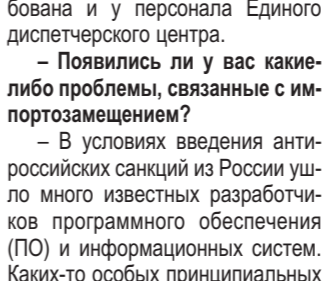 бована и у персонала Единого
диспетчерского центра.
– Появились ли у вас какие-
либо проблемы, связанные с им-
портозамещением?
– В условиях введения анти-
российских санкций из России уш-
ло много известных разработчи-
ков программного обеспечения
(ПО) и информационных систем.
Каких-то особых принципиальных